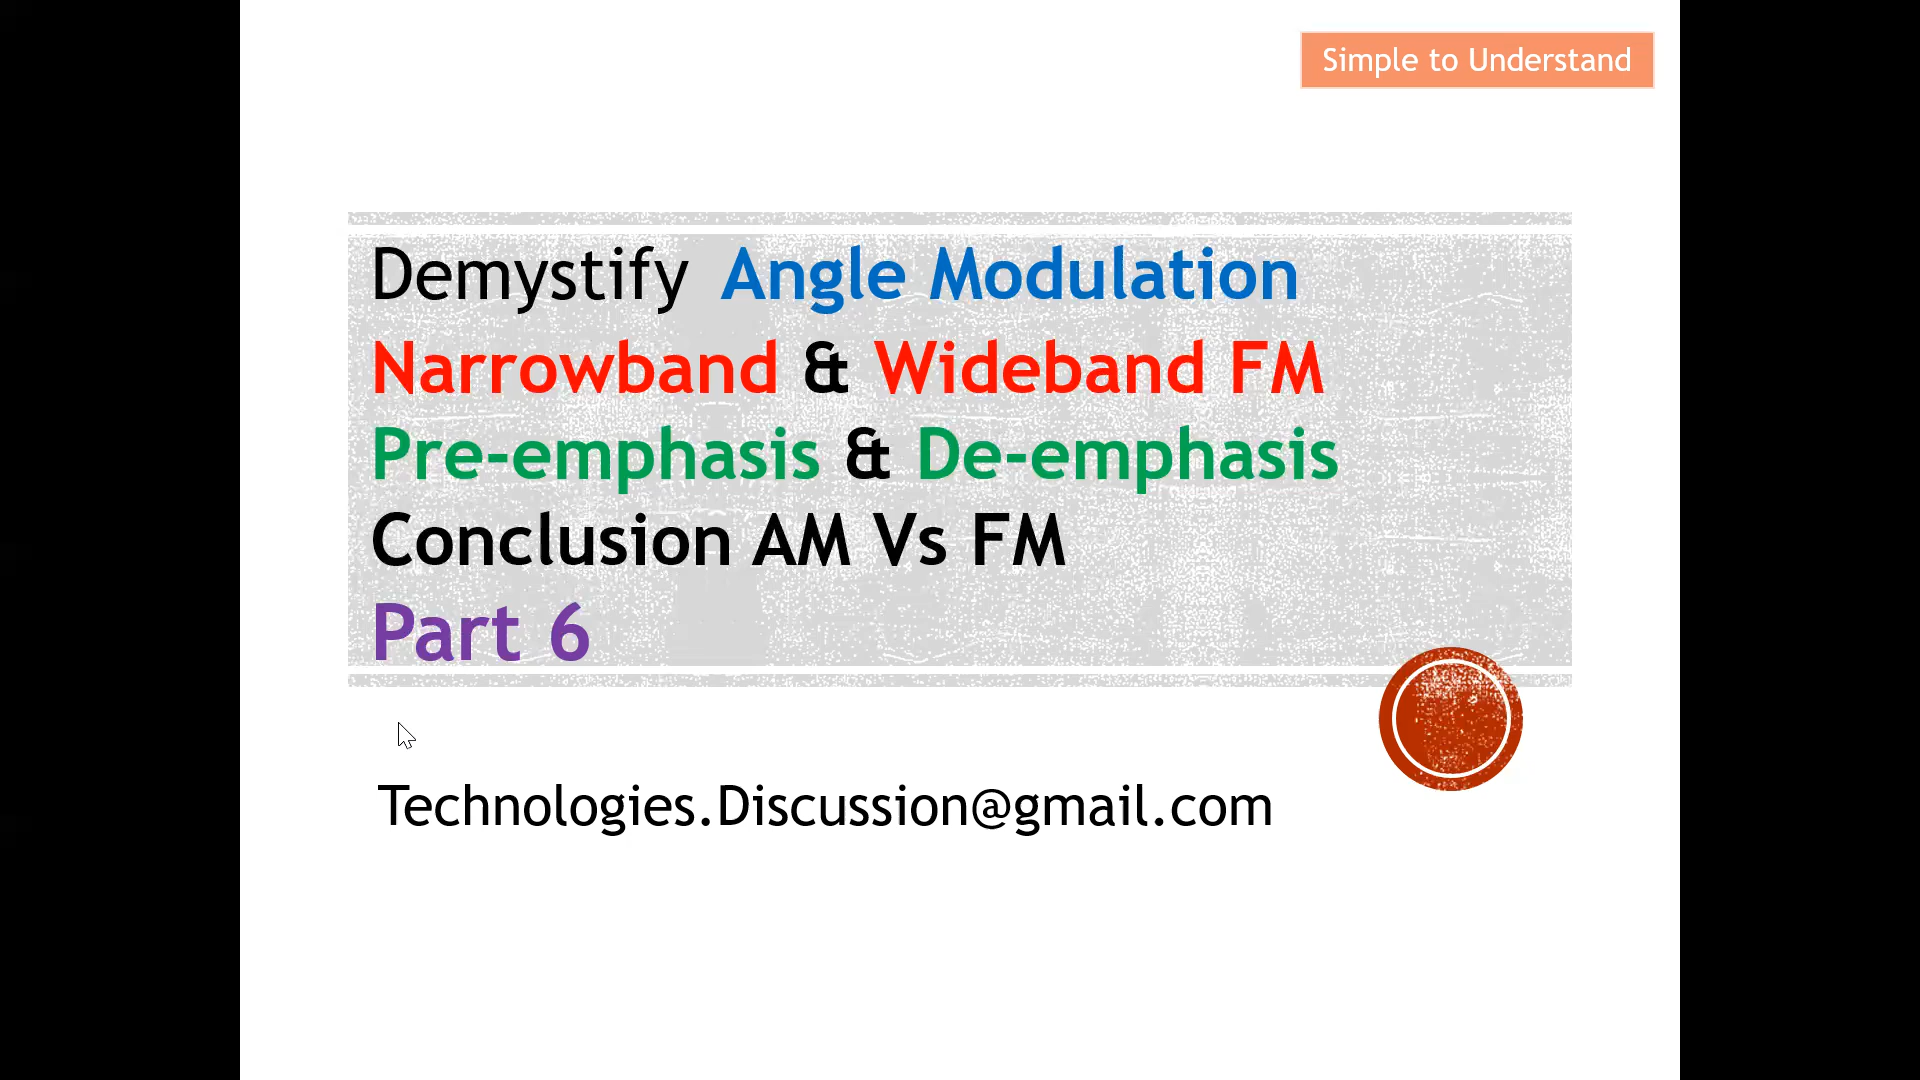 Simple to Understand
Demystify Angle Modulation
Narrowband & Wideband FM
Pre-emphasis & De-emphasis
Conclusion AM Vs FM
Part 6
Technologies.Discussion@gmail.com